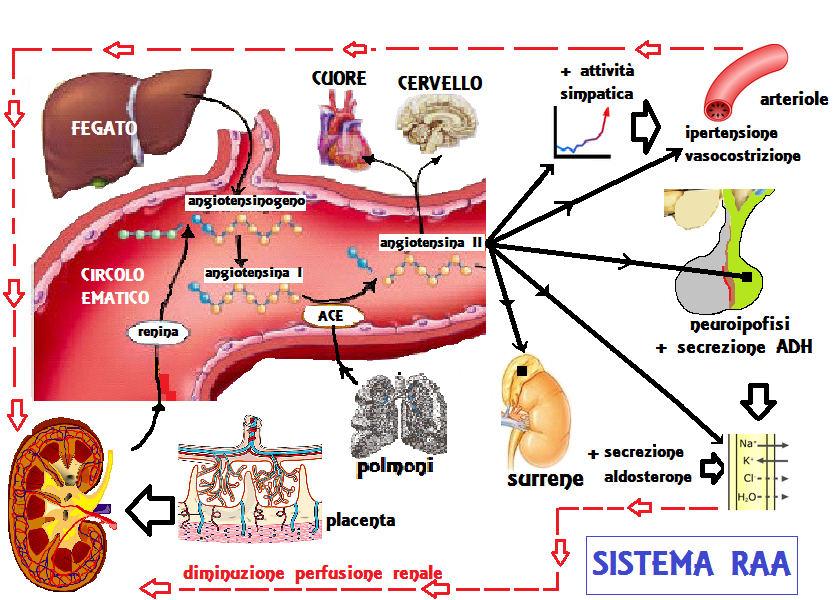 + attività
simpatica
CUORE
CERVELLO
arteriole
FEGATO
ipertensione
vasocostrizione
angiotensinogeno
angiotensina II
angiotensina I
CIRCOLO
EMATICO
ACE
renina
neuroipofisi
+ secrezione ADH
polmoni
surrene
+ secrezione
aldosterone
Na⁺
K⁺
Cl⁻
H₂O
placenta
diminuzione perfusione renale
SISTEMA RAA